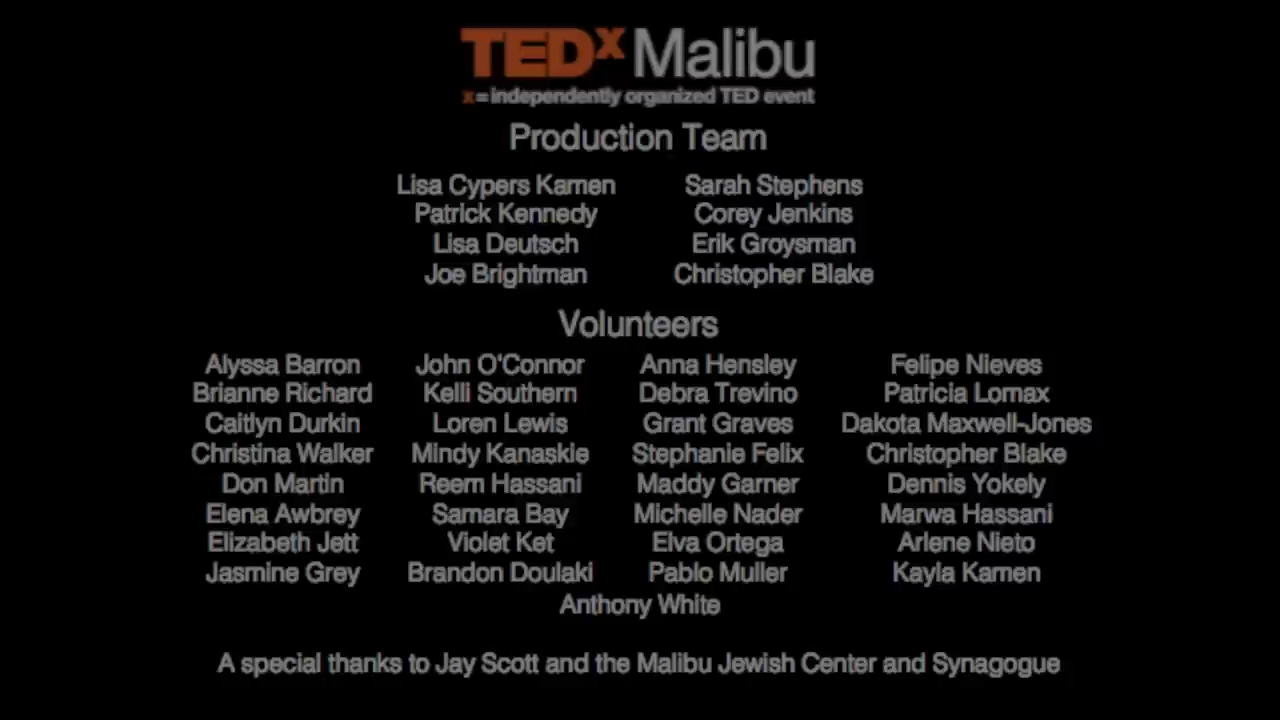 TEDx Malibu
x = independently organized TED event
Production Team
Lisa Cypers Kamen Sarah Stephens
Patrick Kennedy Corey Jenkins
Lisa Deutsch Erik Groysman
Joe Brightman Christopher Blake
Volunteers
Alyssa Barron John O'Connor Anna Hensley Felipe Nieves
Brianne Richard Kelli Southern Debra Trevino Patricia Lomax
Caitlyn Durkin Loren Lewis Grant Graves Dakota Maxwell-Jones
Christina Walker Mindy Kanaskie Stephanie Felix Christopher Blake
Don Martin Reem Hassani Maddy Garner Dennis Yokely
Elena Awbrey Samara Bay Michelle Nader Marwa Hassani
Elizabeth Jett Violet Ket Elva Ortega Arlene Nieto
Jasmine Grey Brandon Doulaki Pablo Muller Kayla Kamen
Anthony White
A special thanks to Jay Scott and the Malibu Jewish Center and Synagogue